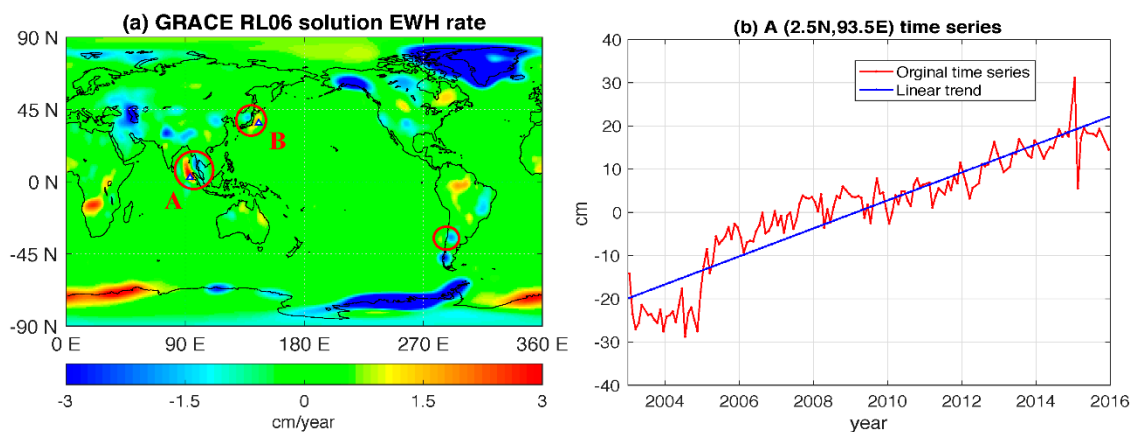 (a) GRACE RL06 solution EWH rate
90 N
45 N
0 N
-45 N
-90 N
0 E
90 E
180 E
270 E
360 E
A
B
-3
-1.5
0
1.5
3
cm/year
(b) A (2.5N,93.5E) time series
Orginal time series
Linear trend
40
30
20
10
0
-10
-20
-30
-40
cm
2004
2006
2008
2010
2012
2014
2016
year